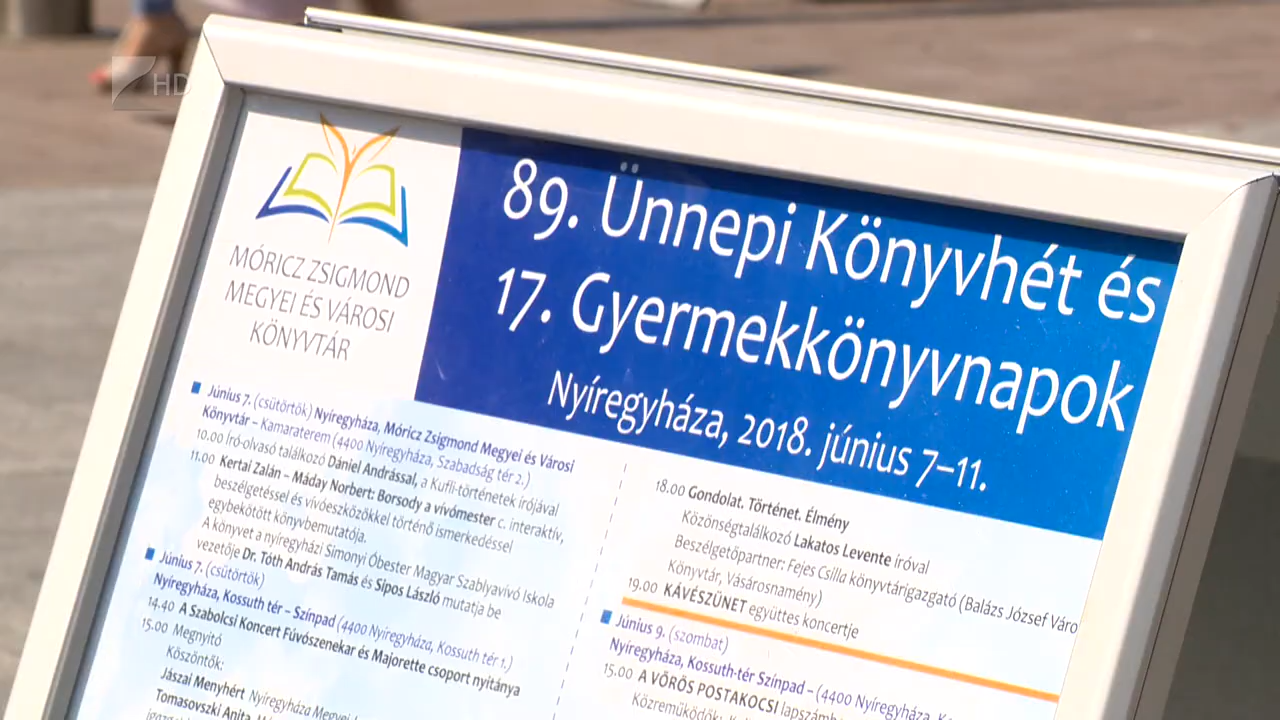 HD
MÓRICZ ZSIGMOND
MEGYEI ÉS VÁROSI
KÖNYVTÁR
89. Ünnepi Könyvhét és
17. Gyermekkönyvnapok
Nyíregyháza, 2018. június 7–11.
Június 7. (csütörtök) Nyíregyháza, Móricz Zsigmond Megyei és Városi
Könyvtár – Kamaraterem (4400 Nyíregyháza, Szabadság tér 2.)
10.00 Író-olvasó találkozó Dániel Andrással, a Kufli-történetek írójával
11.00 Kertai Zalán – Máday Norbert: Borsody a vívómester c. interaktív,
beszélgetéssel és vívóeszközökkel történő ismerkedéssel
egybekötött könyvbemutatója.
A könyvet a nyíregyházi Simonyi Óbester Magyar Szablyavívó Iskola
vezetője Dr. Tóth András Tamás és Sipos László mutatja be
Június 7. (csütörtök)
Nyíregyháza, Kossuth tér – Színpad (4400 Nyíregyháza, Kossuth tér 1.)
14.40 A Szabolcsi Koncert Fúvószenekar és Majorette csoport nyitánya
15.00 Megnyitó
Köszöntők:
Jászai Menyhért Nyíregyháza Megyei
Tomasovszki Anita,
18.00 Gondolat. Történet. Élmény
Közönségtalálkozó Lakatos Levente íróval
Beszélgetőpartner: Fejes Csilla könyvtárigazgató (Balázs József Váro
Könyvtár, Vásárosnamény)
19.00 KÁVÉSZÜNET együttes koncertje
Június 9. (szombat)
Nyíregyháza, Kossuth-tér Színpad – (4400 Nyíregyháza, Kos
15.00 A VÖRÖS POSTAKOCSI lapszámb
Közreműködők: